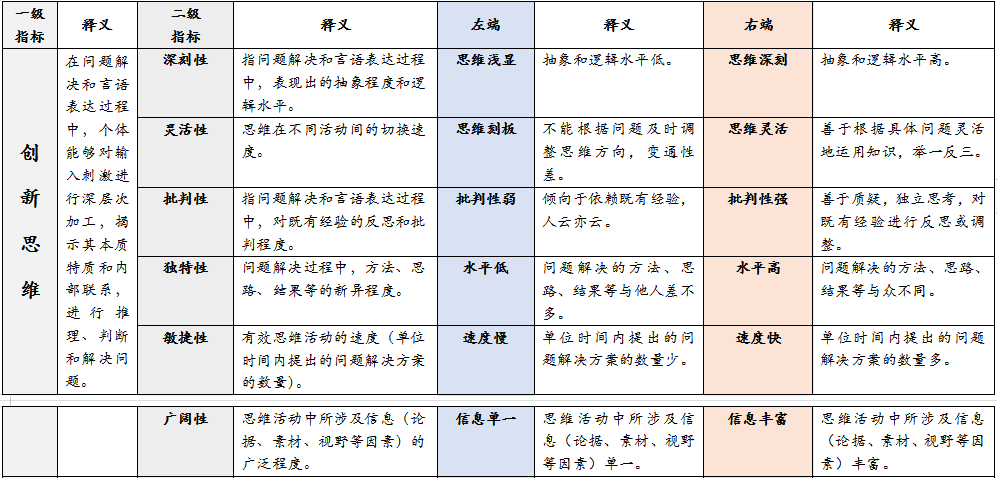 一级
指标
释义
二级
指标
释义
左端
释义
右端
释义
创
新
思
维
在问题解
决和言语
表达过程
中，个体
能够对输
入刺激进
行深层次
加工，揭
示其本质
特质和内
部联系，
进行推
理、判断
和解决问
题。
深刻性
指问题解决和言语表达过程
中，表现出的抽象程度和逻
辑水平。
思维浅显
抽象和逻辑水平低。
思维深刻
抽象和逻辑水平高。
灵活性
思维在不同活动间的切换速
度。
思维刻板
不能根据问题及时调
整思维方向，变通性
差。
思维灵活
善于根据具体问题灵活
地运用知识，举一反三。
批判性
指问题解决和言语表达过程
中，对既有经验的反思和批
判程度。
批判性弱
倾向于依赖既有经验，
人云亦云。
批判性强
善于质疑，独立思考，对
既有经验进行反思或调
整。
独特性
问题解决过程中，方法、思
路、结果等的新异程度。
水平低
问题解决的方法、思
路、结果等与他人差不
多。
水平高
问题解决的方法、思路、
结果等与众不同。
敏捷性
有效思维活动的速度（单位
时间内提出的问题解决方案
的数量）。
速度慢
单位时间内提出的问
题解决方案的数量少。
速度快
单位时间内提出的问题
解决方案的数量多。
广阔性
思维活动中所涉及信息（论
据、素材、视野等因素）的
广泛程度。
信息单一
思维活动中所涉及信
息（论据、素材、视野
等因素）单一。
信息丰富
思维活动中所涉及信息
（论据、素材、视野等因
素）丰富。